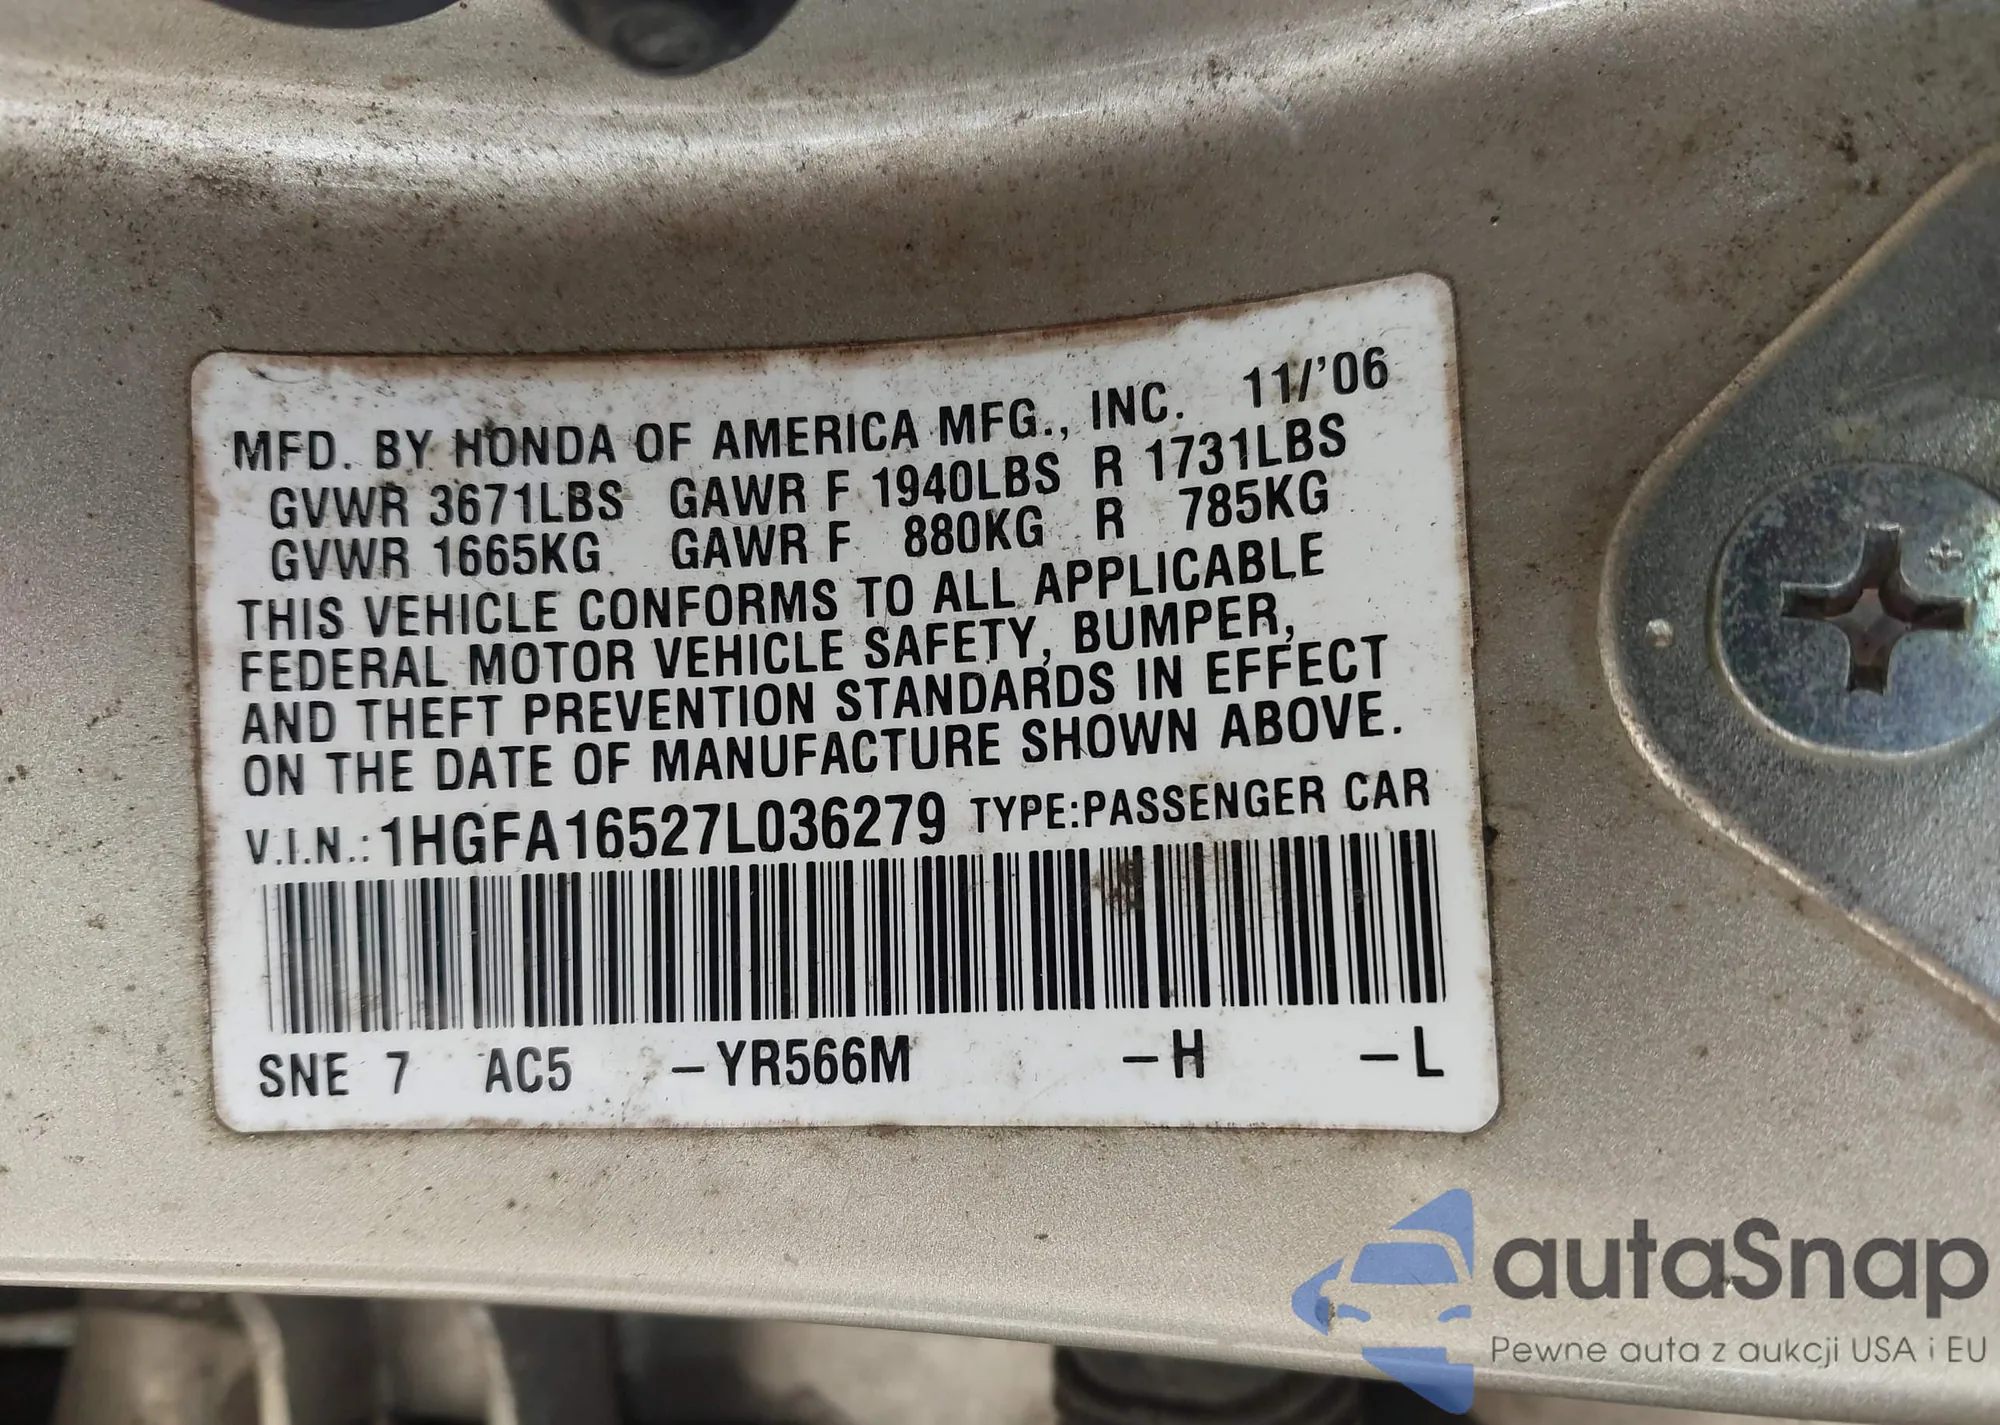 MFD. BY HONDA OF AMERICA MFG., INC. 11/'06
GVWR 3671LBS GAWR F 1940LBS R 1731LBS
GVWR 1665KG GAWR F 880KG R 785KG
THIS VEHICLE CONFORMS TO ALL APPLICABLE
FEDERAL MOTOR VEHICLE SAFETY, BUMPER,
AND THEFT PREVENTION STANDARDS IN EFFECT
ON THE DATE OF MANUFACTURE SHOWN ABOVE.
V.I.N.: 1HGFA16527L036279 TYPE:PASSENGER CAR
SNE 7 AC5 -YR566M -H -L
autaSnap
Pewne auta z aukcji USA i EU